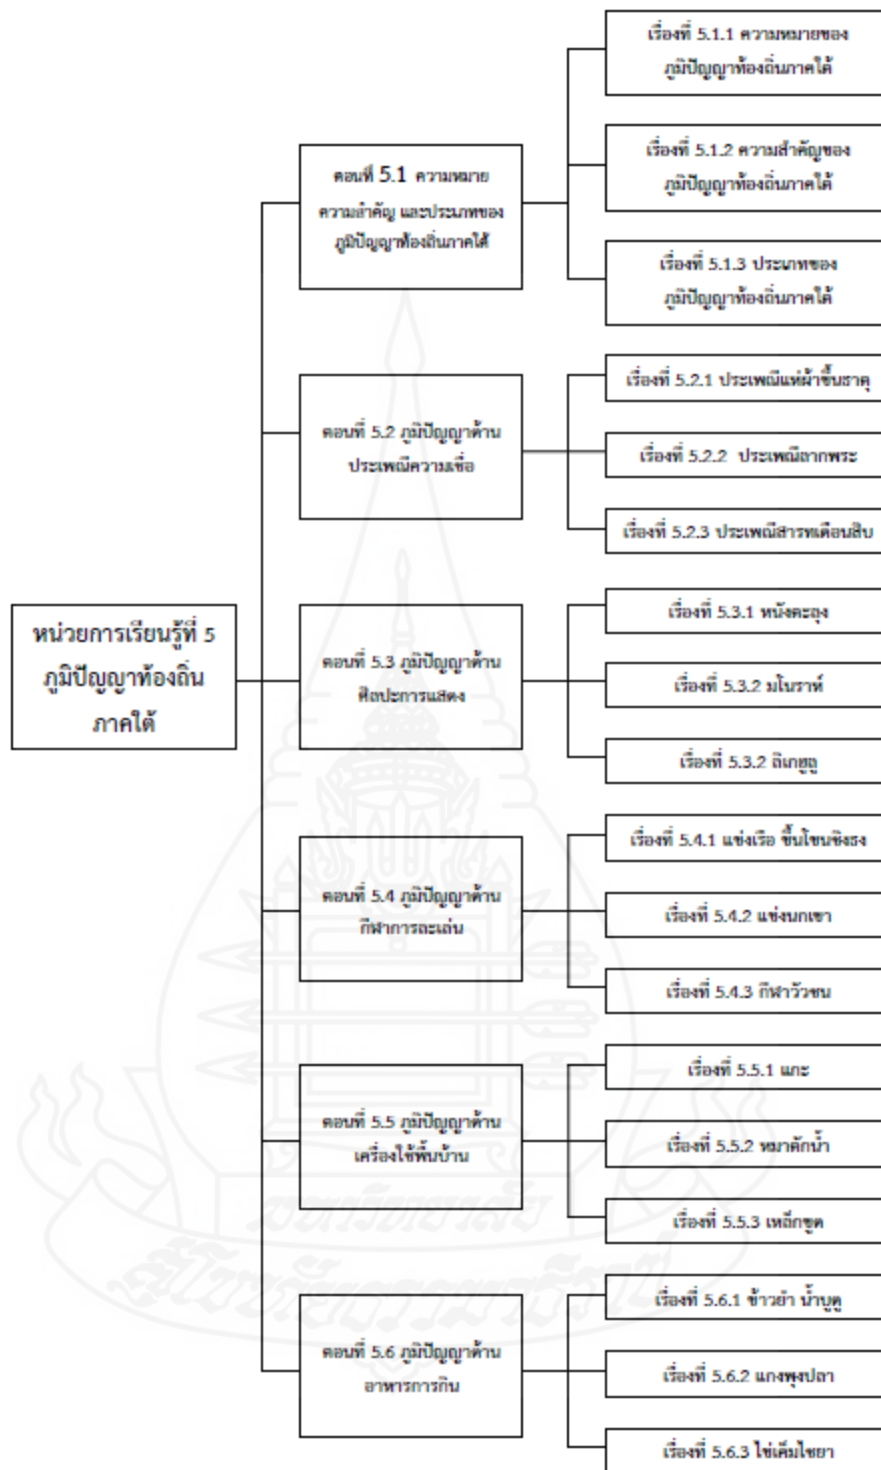 หน่วยการเรียนรู้ที่ 5
ภูมิปัญญาท้องถิ่น
ภาคใต้
ตอนที่ 5.1 ความหมาย
ความสำคัญ และประเภทของ
ภูมิปัญญาท้องถิ่นภาคใต้
เรื่องที่ 5.1.1 ความหมายของ
ภูมิปัญญาท้องถิ่นภาคใต้
เรื่องที่ 5.1.2 ความสำคัญของ
ภูมิปัญญาท้องถิ่นภาคใต้
เรื่องที่ 5.1.3 ประเภทของ
ภูมิปัญญาท้องถิ่นภาคใต้
ตอนที่ 5.2 ภูมิปัญญาด้าน
ประเพณีความเชื่อ
เรื่องที่ 5.2.1 ประเพณีแห่ผ้าขึ้นธาตุ
เรื่องที่ 5.2.2 ประเพณีลากพระ
เรื่องที่ 5.2.3 ประเพณีสารทเดือนสิบ
ตอนที่ 5.3 ภูมิปัญญาด้าน
ศิลปะการแสดง
เรื่องที่ 5.3.1 หนังตะลุง
เรื่องที่ 5.3.2 มโนราห์
เรื่องที่ 5.3.2 ลิเกฮูลู
ตอนที่ 5.4 ภูมิปัญญาด้าน
กีฬาการละเล่น
เรื่องที่ 5.4.1 แข่งเรือ ขึ้นโขนชิงธง
เรื่องที่ 5.4.2 แข่งนกเขา
เรื่องที่ 5.4.3 กีฬาวัวชน
ตอนที่ 5.5 ภูมิปัญญาด้าน
เครื่องใช้พื้นบ้าน
เรื่องที่ 5.5.1 แกะ
เรื่องที่ 5.5.2 หมาตักน้ำ
เรื่องที่ 5.5.3 เหล็กขูด
ตอนที่ 5.6 ภูมิปัญญาด้าน
อาหารการกิน
เรื่องที่ 5.6.1 ข้าวยำ น้ำบูดู
เรื่องที่ 5.6.2 แกงพุงปลา
เรื่องที่ 5.6.3 ไข่เค็มไชยา
มหาวิทยาลัย
สุโขทัยธรรมาธิราช